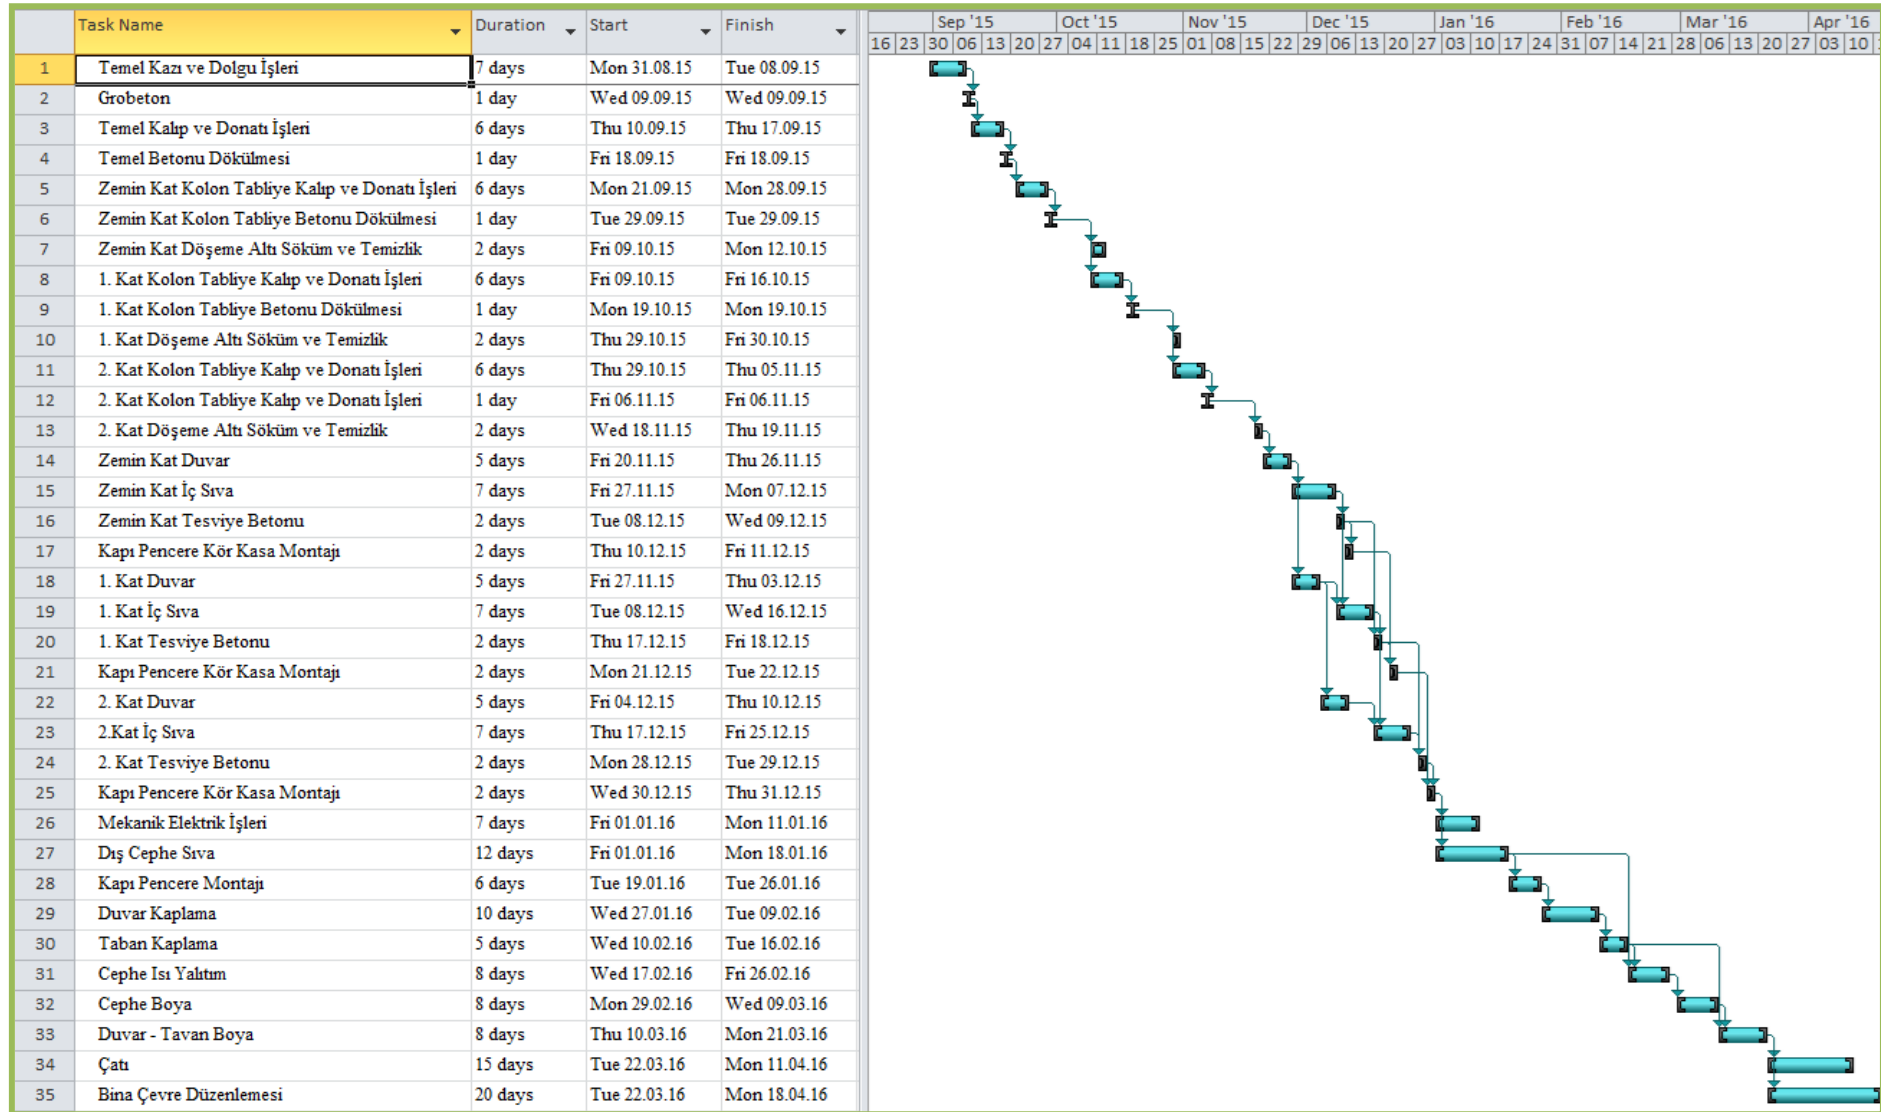 Task Name Duration Start Finish
Sep '15 Oct '15 Nov '15 Dec '15 Jan '16 Feb '16 Mar '16 Apr '16
16 23 30 06 13 20 27 04 11 18 25 01 08 15 22 29 06 13 20 27 03 10 17 24 31 07 14 21 28 06 13 20 27 03 10
1 Temel Kazı ve Dolgu İşleri 7 days Mon 31.08.15 Tue 08.09.15
2 Grobeton 1 day Wed 09.09.15 Wed 09.09.15
3 Temel Kalıp ve Donatı İşleri 6 days Thu 10.09.15 Thu 17.09.15
4 Temel Betonu Dökülmesi 1 day Fri 18.09.15 Fri 18.09.15
5 Zemin Kat Kolon Tabliye Kalıp ve Donatı İşleri 6 days Mon 21.09.15 Mon 28.09.15
6 Zemin Kat Kolon Tabliye Betonu Dökülmesi 1 day Tue 29.09.15 Tue 29.09.15
7 Zemin Kat Döşeme Altı Söküm ve Temizlik 2 days Fri 09.10.15 Mon 12.10.15
8 1. Kat Kolon Tabliye Kalıp ve Donatı İşleri 6 days Fri 09.10.15 Fri 16.10.15
9 1. Kat Kolon Tabliye Betonu Dökülmesi 1 day Mon 19.10.15 Mon 19.10.15
10 1. Kat Döşeme Altı Söküm ve Temizlik 2 days Thu 29.10.15 Fri 30.10.15
11 2. Kat Kolon Tabliye Kalıp ve Donatı İşleri 6 days Thu 29.10.15 Thu 05.11.15
12 2. Kat Kolon Tabliye Kalıp ve Donatı İşleri 1 day Fri 06.11.15 Fri 06.11.15
13 2. Kat Döşeme Altı Söküm ve Temizlik 2 days Wed 18.11.15 Thu 19.11.15
14 Zemin Kat Duvar 5 days Fri 20.11.15 Thu 26.11.15
15 Zemin Kat İç Sıva 7 days Fri 27.11.15 Mon 07.12.15
16 Zemin Kat Tesviye Betonu 2 days Tue 08.12.15 Wed 09.12.15
17 Kapı Pencere Kör Kasa Montajı 2 days Thu 10.12.15 Fri 11.12.15
18 1. Kat Duvar 5 days Fri 27.11.15 Thu 03.12.15
19 1. Kat İç Sıva 7 days Tue 08.12.15 Wed 16.12.15
20 1. Kat Tesviye Betonu 2 days Thu 17.12.15 Fri 18.12.15
21 Kapı Pencere Kör Kasa Montajı 2 days Mon 21.12.15 Tue 22.12.15
22 2. Kat Duvar 5 days Fri 04.12.15 Thu 10.12.15
23 2.Kat İç Sıva 7 days Thu 17.12.15 Fri 25.12.15
24 2. Kat Tesviye Betonu 2 days Mon 28.12.15 Tue 29.12.15
25 Kapı Pencere Kör Kasa Montajı 2 days Wed 30.12.15 Thu 31.12.15
26 Mekanik Elektrik İşleri 7 days Fri 01.01.16 Mon 11.01.16
27 Dış Cephe Sıva 12 days Fri 01.01.16 Mon 18.01.16
28 Kapı Pencere Montajı 6 days Tue 19.01.16 Tue 26.01.16
29 Duvar Kaplama 10 days Wed 27.01.16 Tue 09.02.16
30 Taban Kaplama 5 days Wed 10.02.16 Tue 16.02.16
31 Cephe Isı Yalıtım 8 days Wed 17.02.16 Fri 26.02.16
32 Cephe Boya 8 days Mon 29.02.16 Wed 09.03.16
33 Duvar - Tavan Boya 8 days Thu 10.03.16 Mon 21.03.16
34 Çatı 15 days Tue 22.03.16 Mon 11.04.16
35 Bina Çevre Düzenlemesi 20 days Tue 22.03.16 Mon 18.04.16